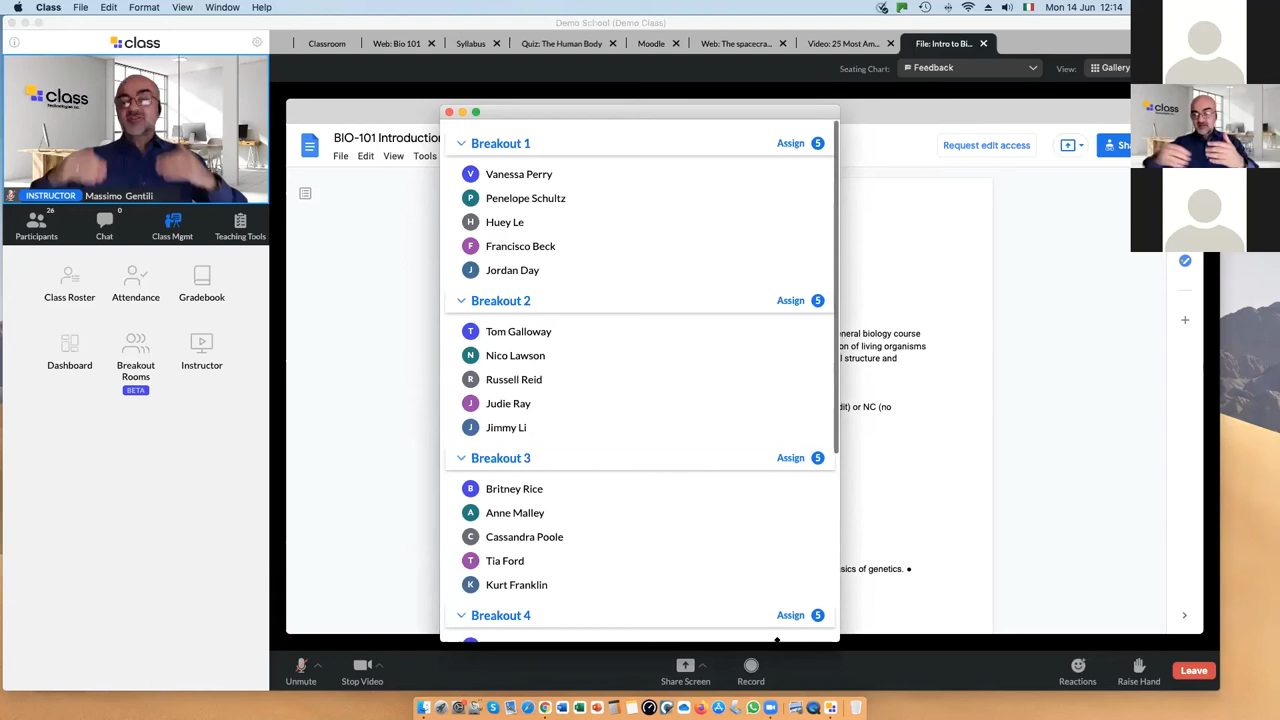 Class File Edit Format View Window Help
Mon 14 Jun 12:14
Demo School (Demo Class)
class
Classroom
Web: Bio 101
Syllabus
Quiz: The Human Body
Moodle
Web: The spacecra...
Video: 25 Most Am...
File: Intro to Bi...
Seating Chart:
Feedback
View:
Gallery
class
Technologies Inc.
INSTRUCTOR Massimo Gentili
26
Participants
0
Chat
Class Mgmt
Teaching Tools
Class Roster
Attendance
Gradebook
Dashboard
Breakout
Rooms
BETA
Instructor
BIO-101 Introduction
File Edit View Tools
Request edit access
Sha
Breakout 1
Assign 5
V Vanessa Perry
P Penelope Schultz
H Huey Le
F Francisco Beck
J Jordan Day
Breakout 2
Assign 5
T Tom Galloway
N Nico Lawson
R Russell Reid
J Judie Ray
J Jimmy Li
Breakout 3
Assign 5
B Britney Rice
A Anne Malley
C Cassandra Poole
T Tia Ford
K Kurt Franklin
Breakout 4
Assign 5
eneral biology course
on of living organisms
l structure and
dit) or NC (no
sics of genetics. ●
class
Unmute
Stop Video
Share Screen
Record
Reactions
Raise Hand
Leave